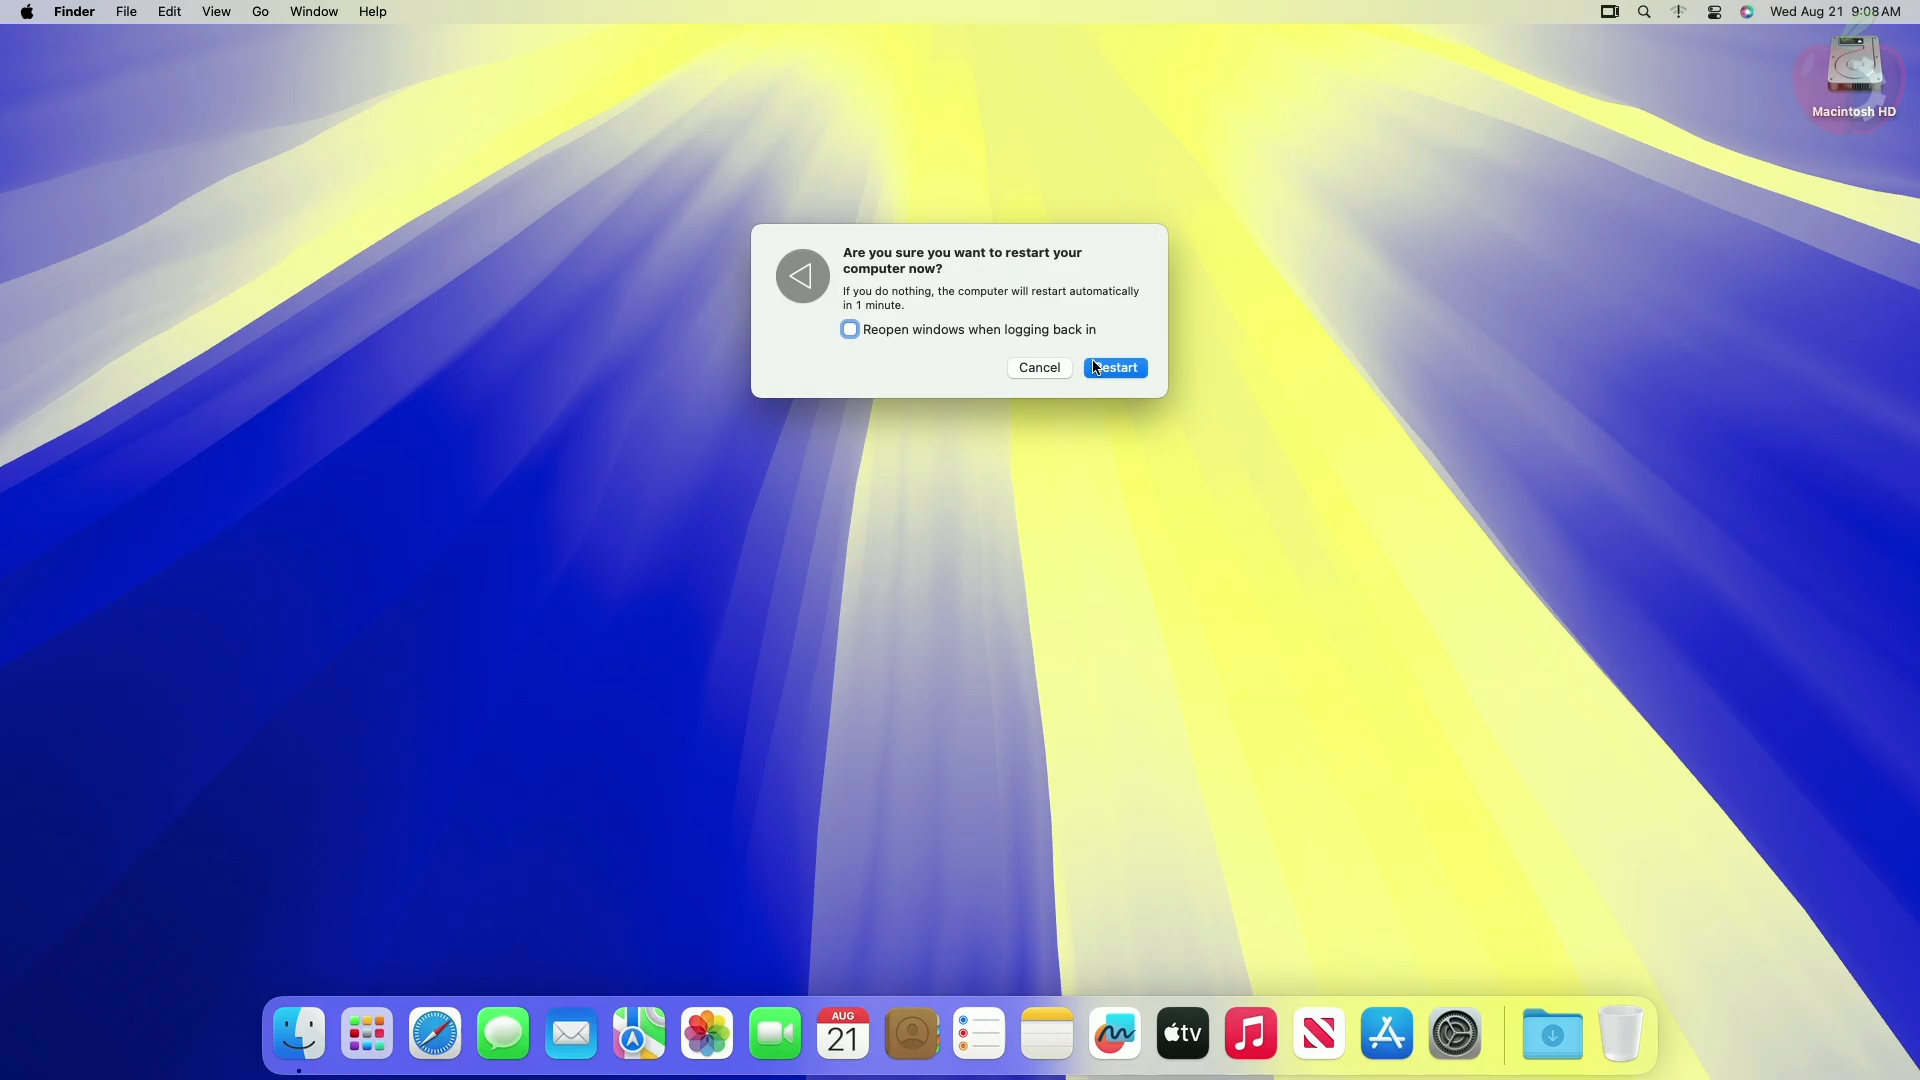 Finder File Edit View Go Window Help
Wed Aug 21 9:08 AM
Macintosh HD
Are you sure you want to restart your
computer now?
If you do nothing, the computer will restart automatically
in 1 minute.
Reopen windows when logging back in
Cancel
estart
AUG
21
tv